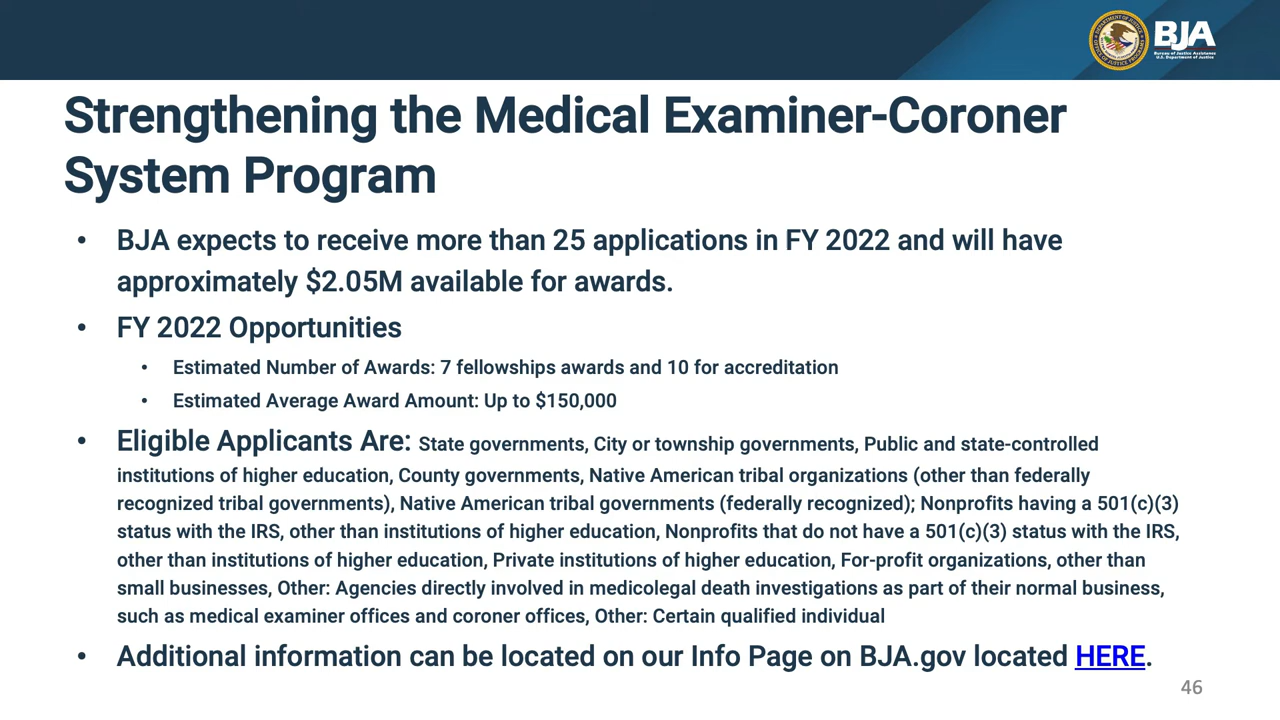 BJA
Bureau of Justice Assistance
U.S. Department of Justice
Strengthening the Medical Examiner-Coroner
System Program
• BJA expects to receive more than 25 applications in FY 2022 and will have
approximately $2.05M available for awards.
• FY 2022 Opportunities
• Estimated Number of Awards: 7 fellowships awards and 10 for accreditation
• Estimated Average Award Amount: Up to $150,000
• Eligible Applicants Are: State governments, City or township governments, Public and state-controlled
institutions of higher education, County governments, Native American tribal organizations (other than federally
recognized tribal governments), Native American tribal governments (federally recognized); Nonprofits having a 501(c)(3)
status with the IRS, other than institutions of higher education, Nonprofits that do not have a 501(c)(3) status with the IRS,
other than institutions of higher education, Private institutions of higher education, For-profit organizations, other than
small businesses, Other: Agencies directly involved in medicolegal death investigations as part of their normal business,
such as medical examiner offices and coroner offices, Other: Certain qualified individual
• Additional information can be located on our Info Page on BJA.gov located HERE.
46